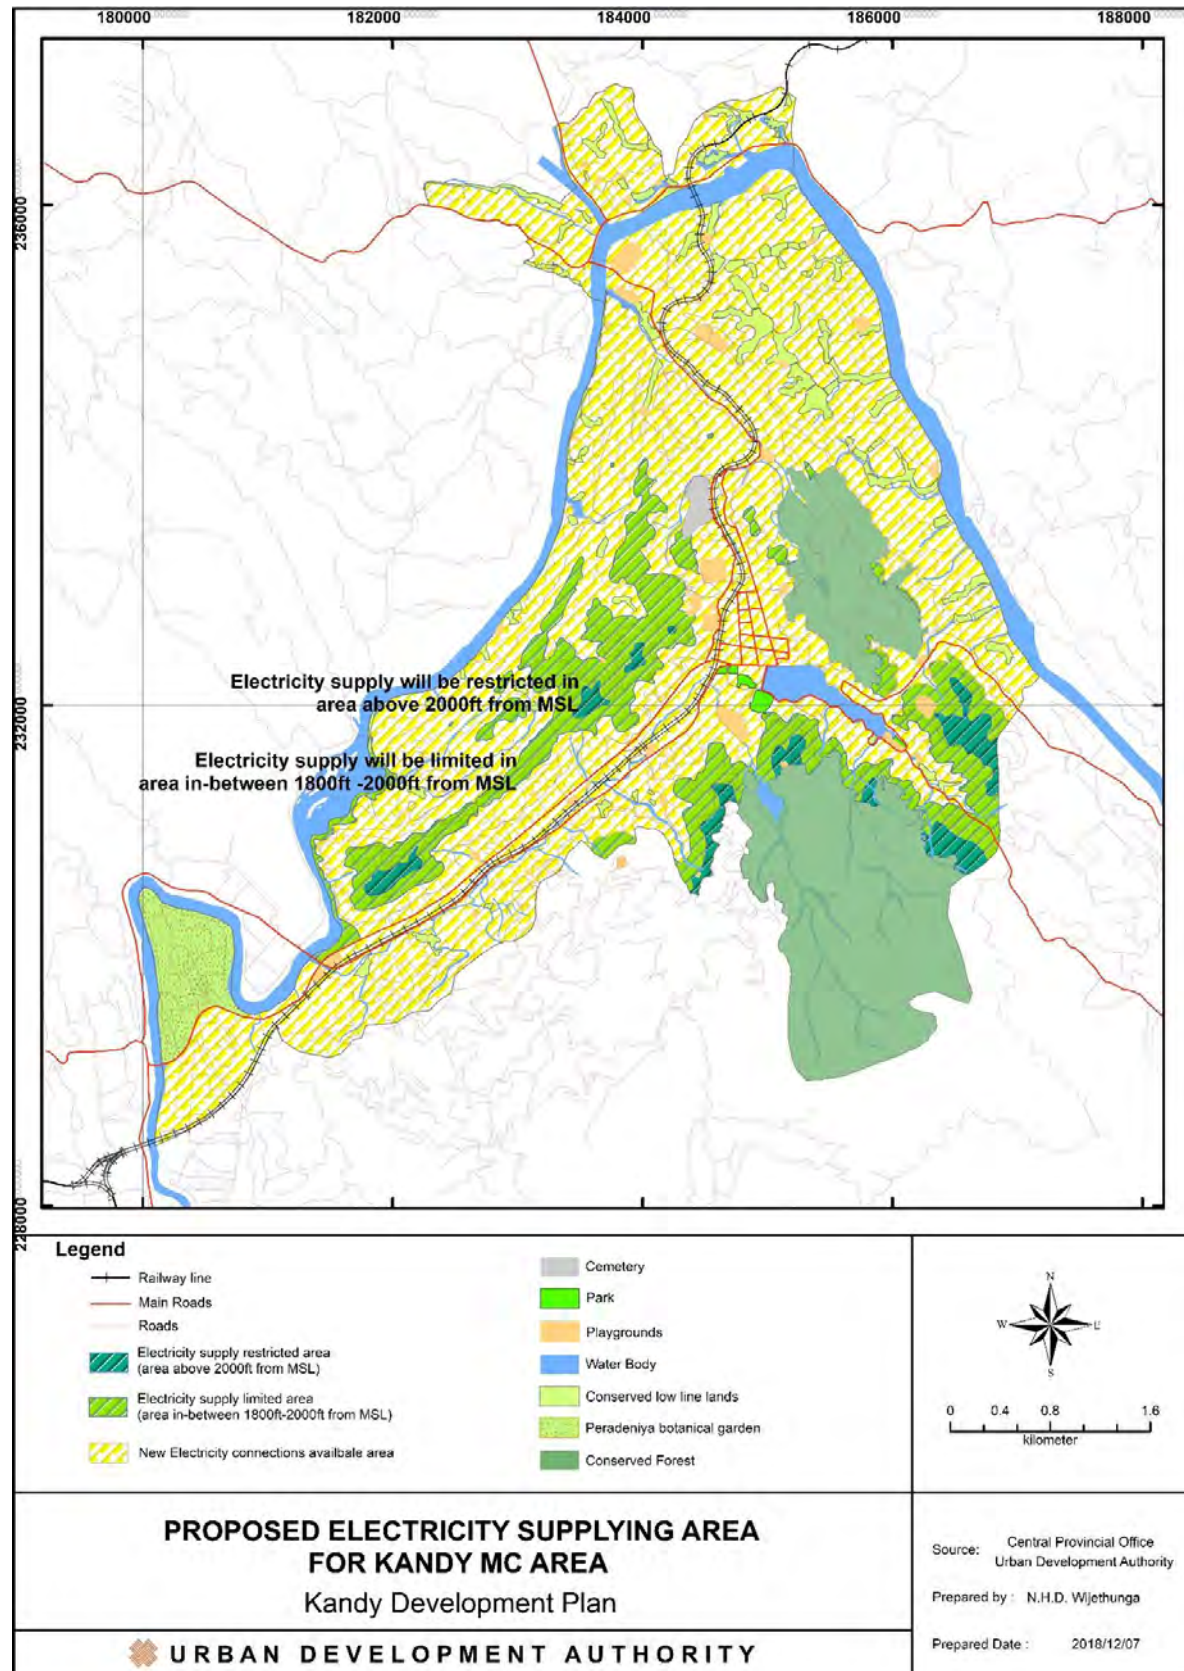 180000 182000 184000 186000 188000
236000
232000
228000
Electricity supply will be restricted in
area above 2000ft from MSL
Electricity supply will be limited in
area in-between 1800ft -2000ft from MSL
Legend
Railway line
Main Roads
Roads
Electricity supply restricted area
(area above 2000ft from MSL)
Electricity supply limited area
(area in-between 1800ft-2000ft from MSL)
New Electricity connections availbale area
Cemetery
Park
Playgrounds
Water Body
Conserved low line lands
Peradeniya botanical garden
Conserved Forest
N
W E
S
0 0.4 0.8 1.6
kilometer
PROPOSED ELECTRICITY SUPPLYING AREA
FOR KANDY MC AREA
Kandy Development Plan
URBAN DEVELOPMENT AUTHORITY
Source: Central Provincial Office
Urban Development Authority
Prepared by : N.H.D. Wijethunga
Prepared Date : 2018/12/07